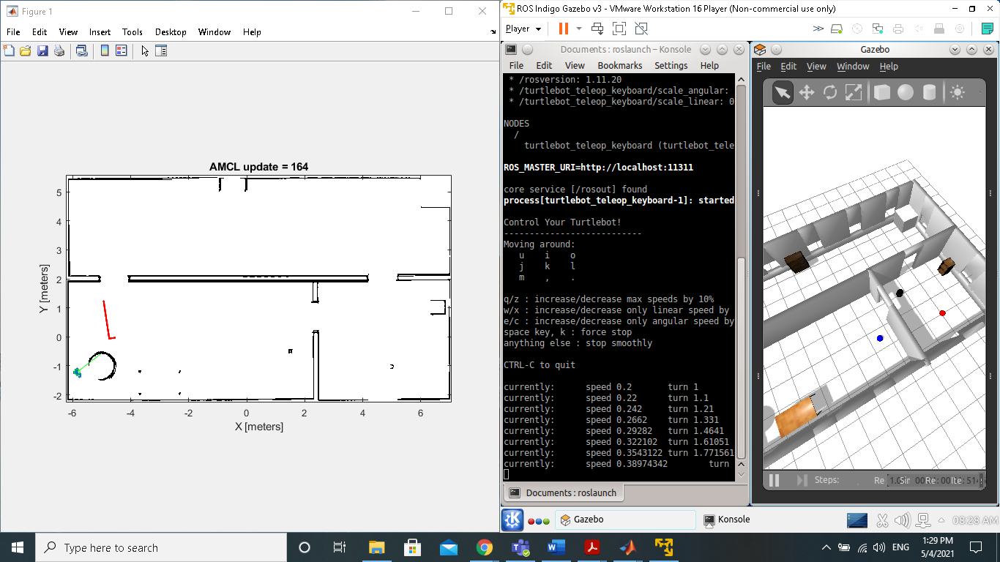 Figure 1
File Edit View Insert Tools Desktop Window Help
AMCL update = 164
5
4
3
2
1
0
-1
-2
Y [meters]
-6 -4 -2 0 2 4 6
X [meters]
ROS Indigo Gazebo v3 - VMware Workstation 16 Player (Non-commercial use only)
Player
Documents : roslaunch – Konsole
File Edit View Bookmarks Settings Help
* /rosversion: 1.11.20
* /turtlebot_teleop_keyboard/scale_angular:
* /turtlebot_teleop_keyboard/scale_linear: 0
NODES
/
turtlebot_teleop_keyboard (turtlebot_tele
ROS_MASTER_URI=http://localhost:11311
core service [/rosout] found
process[turtlebot_teleop_keyboard-1]: started
Control Your Turtlebot!
---------------------------
Moving around:
u i o
j k l
m , .
q/z : increase/decrease max speeds by 10%
w/x : increase/decrease only linear speed by
e/c : increase/decrease only angular speed by
space key, k : force stop
anything else : stop smoothly
CTRL-C to quit
currently: speed 0.2 turn 1
currently: speed 0.22 turn 1.1
currently: speed 0.242 turn 1.21
currently: speed 0.2662 turn 1.331
currently: speed 0.29282 turn 1.4641
currently: speed 0.322102 turn 1.61051
currently: speed 0.3543122 turn 1.771561
currently: speed 0.38974342 turn
Documents : roslaunch
Gazebo
File Edit View Window Help
Steps: Re Sir Re Ite
Gazebo
Konsole
08:28 AM
Type here to search
ENG
1:29 PM
5/4/2021